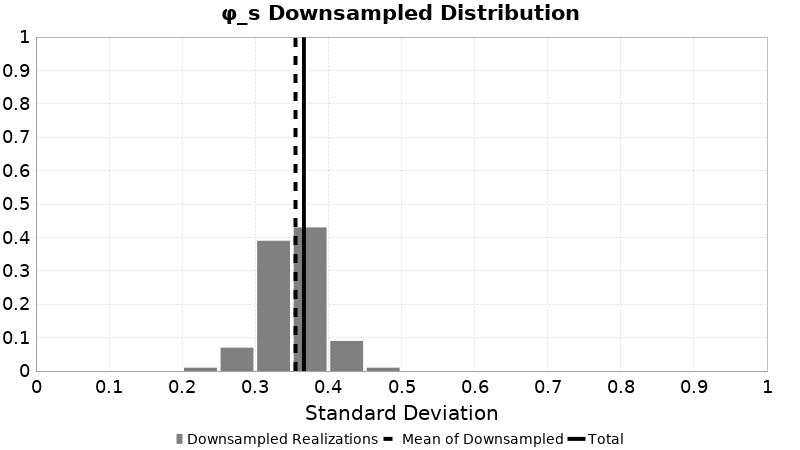 φ_s Downsampled Distribution
1
0.9
0.8
0.7
0.6
0.5
0.4
0.3
0.2
0.1
0
0 0.1 0.2 0.3 0.4 0.5 0.6 0.7 0.8 0.9 1
Standard Deviation
Downsampled Realizations Mean of Downsampled Total